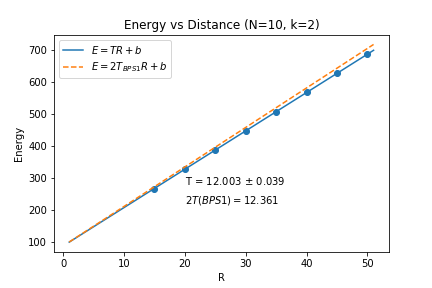 Energy vs Distance (N=10, k=2)
E = TR + b
E = 2T_{BPS1}R + b
700
600
500
400
300
200
100
Energy
T = 12.003 ± 0.039
2T(BPS1) = 12.361
0 10 20 30 40 50
R